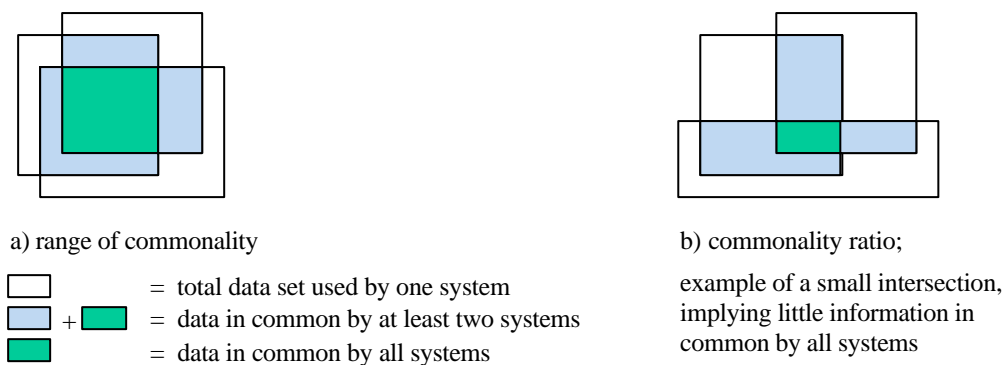 a) range of commonality
= total data set used by one system
+ = data in common by at least two systems
= data in common by all systems
b) commonality ratio;
example of a small intersection,
implying little information in
common by all systems